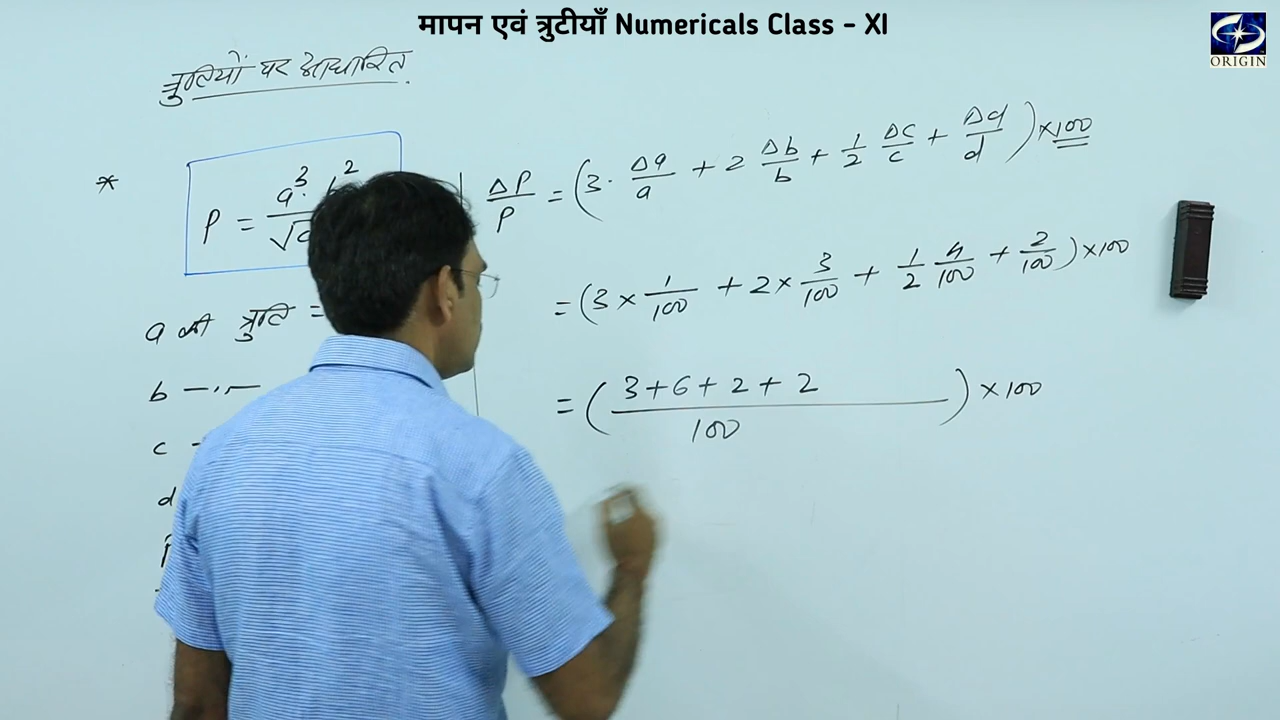 मापन एवं त्रुटीयाँ Numericals Class - XI
ORIGIN
त्रुटियों पर आधारित
* P = a³. b² / √c
ΔP/P = (3. Δa/a + 2 Δb/b + 1/2 Δc/c + Δd/d) × 100
= (3 × 1/100 + 2 × 3/100 + 1/2 4/100 + 2/100) × 100
= (3 + 6 + 2 + 2 / 100) × 100
a की त्रुटि =
b —〃—
c -
d